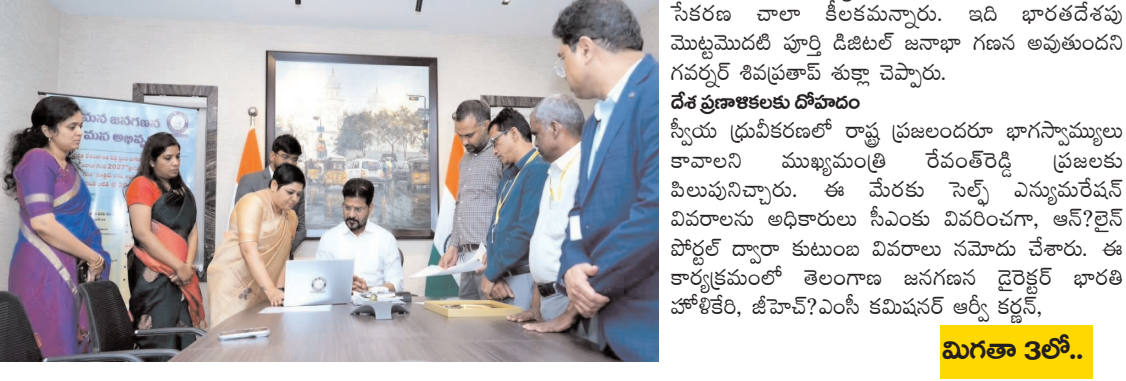 మన జనగణన
సేకరణ చాలా కీలకమన్నారు. ఇది భారతదేశపు
మొట్టమొదటి పూర్తి డిజిటల్ జనాభా గణన అవుతుందని
గవర్నర్ శివప్రతాప్ శుక్లా చెప్పారు.
దేశ ప్రణాళికలకు దోహదం
స్వీయ ధ్రువీకరణలో రాష్ట్ర ప్రజలందరూ భాగస్వామ్యులు
కావాలని ముఖ్యమంత్రి రేవంత్‌రెడ్డి ప్రజలకు
పిలుపునిచ్చారు. ఈ మేరకు సెల్ఫ్ ఎన్యుమరేషన్
వివరాలను అధికారులు సీఎంకు వివరించగా, ఆన్?లైన్
పోర్టల్ ద్వారా కుటుంబ వివరాలు నమోదు చేశారు. ఈ
కార్యక్రమంలో తెలంగాణ జనగణన డైరెక్టర్ భారతి
హోళికేరి, జీహెచ్?ఎంసీ కమిషనర్ ఆర్వీ కర్ణన్,
మిగతా 3లో..